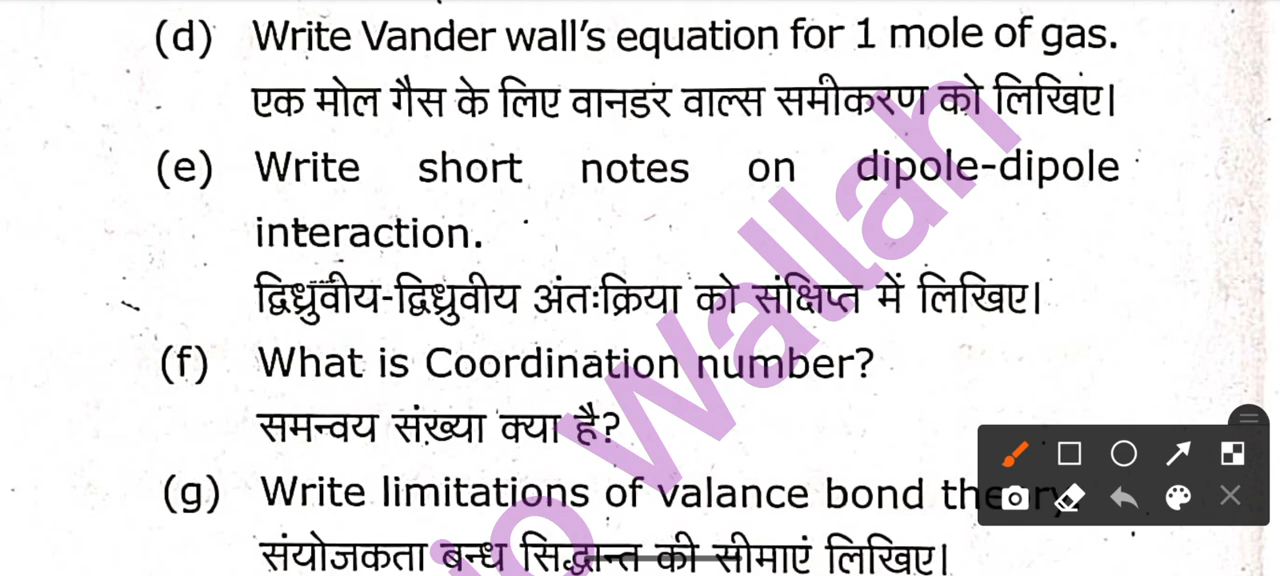 (d) Write Vander wall's equation for 1 mole of gas.
एक मोल गैस के लिए वानडर वाल्स समीकरण को लिखिए।
(e) Write short notes on dipole-dipole
interaction.
द्विध्रुवीय-द्विध्रुवीय अंतःक्रिया को संक्षिप्त में लिखिए।
(f) What is Coordination number?
समन्वय संख्या क्या है?
(g) Write limitations of valance bond theory.
संयोजकता बन्ध सिद्धान्त की सीमाएं लिखिए।
Wallah